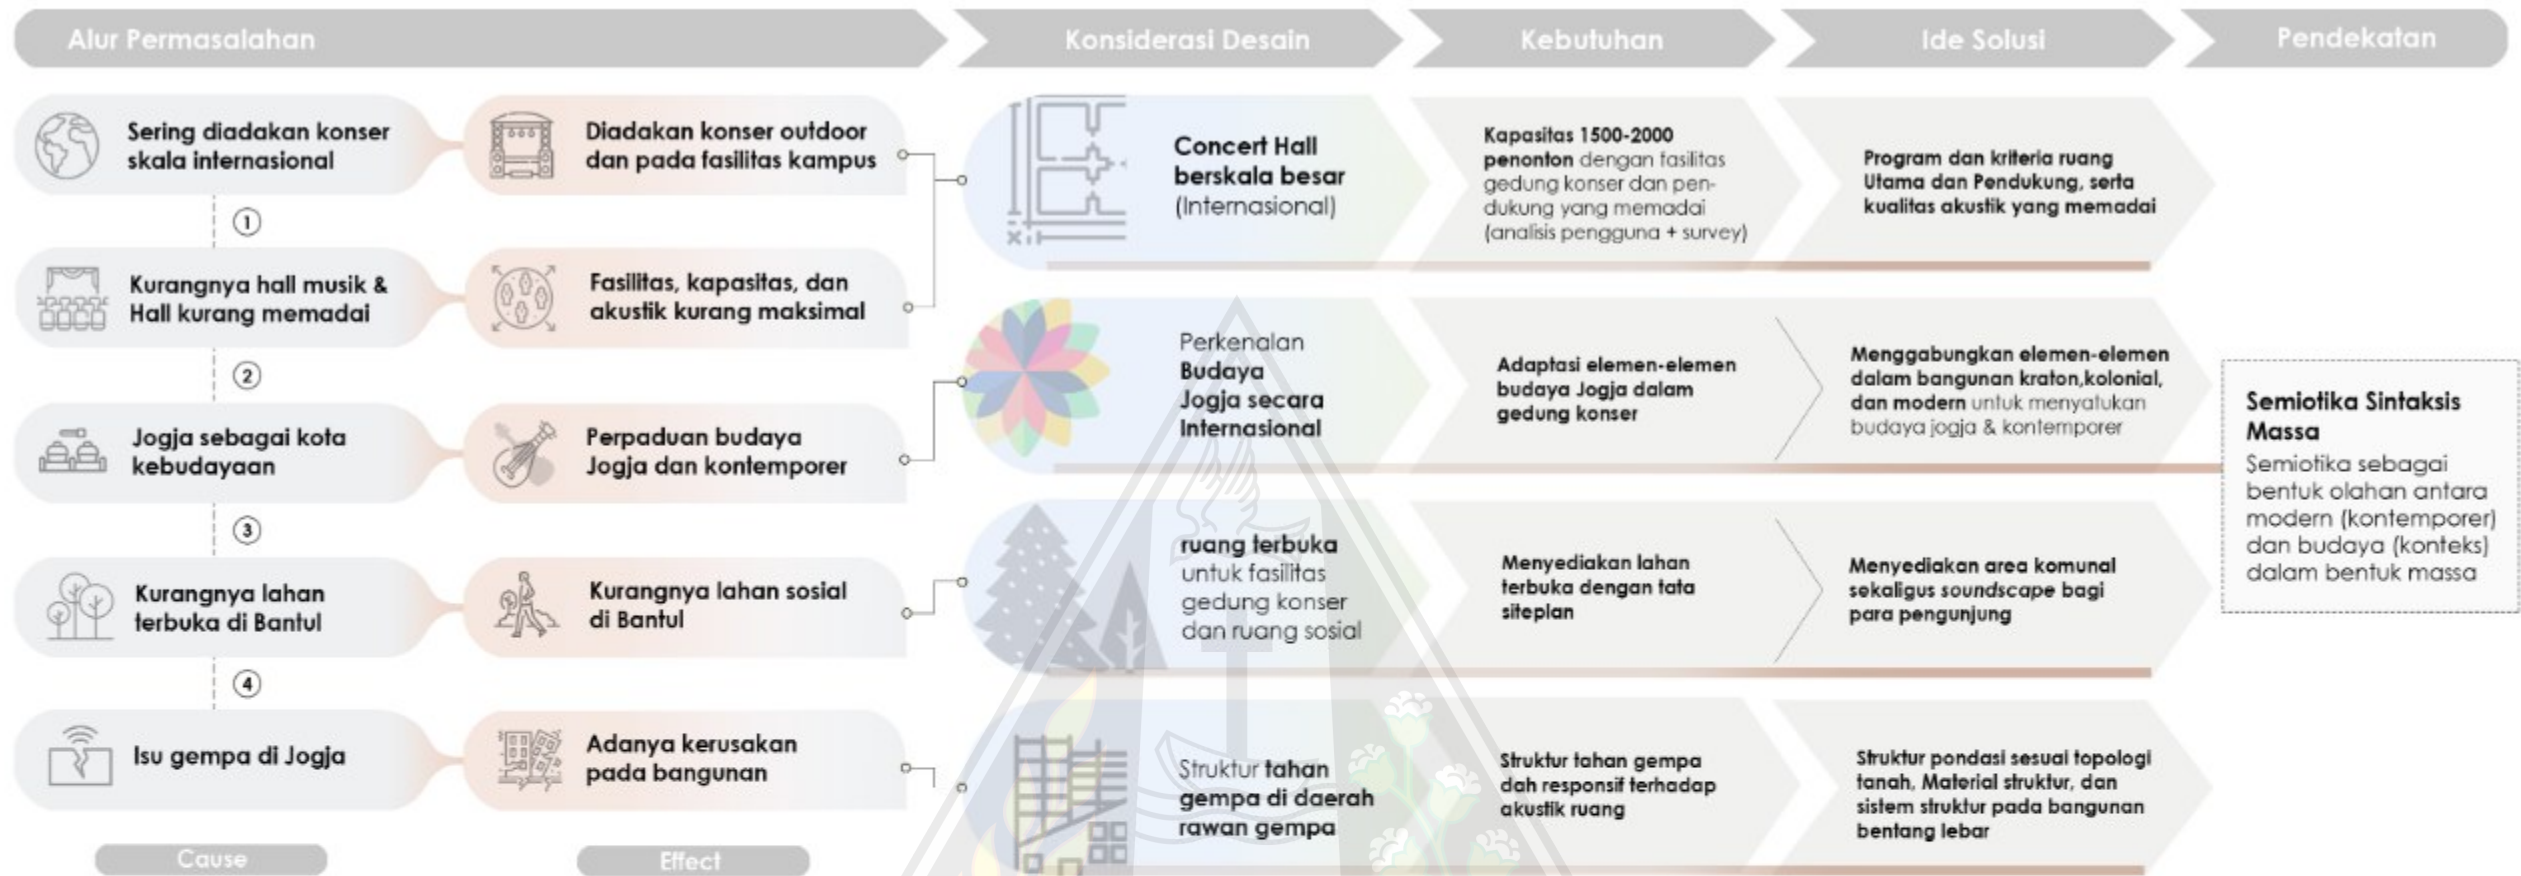 Alur Permasalahan
Konsiderasi Desain
Kebutuhan
Ide Solusi
Pendekatan
Sering diadakan konser
skala internasional
Diadakan konser outdoor
dan pada fasilitas kampus
Concert Hall
berskala besar
(Internasional)
Kapasitas 1500-2000
penonton dengan fasilitas
gedung konser dan pen-
dukung yang memadai
(analisis pengguna + survey)
Program dan kriteria ruang
Utama dan Pendukung, serta
kualitas akustik yang memadai
1
Kurangnya hall musik &
Hall kurang memadai
Fasilitas, kapasitas, dan
akustik kurang maksimal
2
Perkenalan
Budaya
Jogja secara
Internasional
Adaptasi elemen-elemen
budaya Jogja dalam
gedung konser
Menggabungkan elemen-elemen
dalam bangunan kraton,kolonial,
dan modern untuk menyatukan
budaya jogja & kontemporer
Jogja sebagai kota
kebudayaan
Perpaduan budaya
Jogja dan kontemporer
3
Semiotika Sintaksis
Massa
Semiotika sebagai
bentuk olahan antara
modern (kontemporer)
dan budaya (konteks)
dalam bentuk massa
Kurangnya lahan
terbuka di Bantul
Kurangnya lahan sosial
di Bantul
ruang terbuka
untuk fasilitas
gedung konser
dan ruang sosial
Menyediakan lahan
terbuka dengan tata
siteplan
Menyediakan area komunal
sekaligus soundscape bagi
para pengunjung
4
Isu gempa di Jogja
Adanya kerusakan
pada bangunan
Struktur tahan
gempa di daerah
rawan gempa
Struktur tahan gempa
dah responsif terhadap
akustik ruang
Struktur pondasi sesuai topologi
tanah, Material struktur, dan
sistem struktur pada bangunan
bentang lebar
Cause
Effect